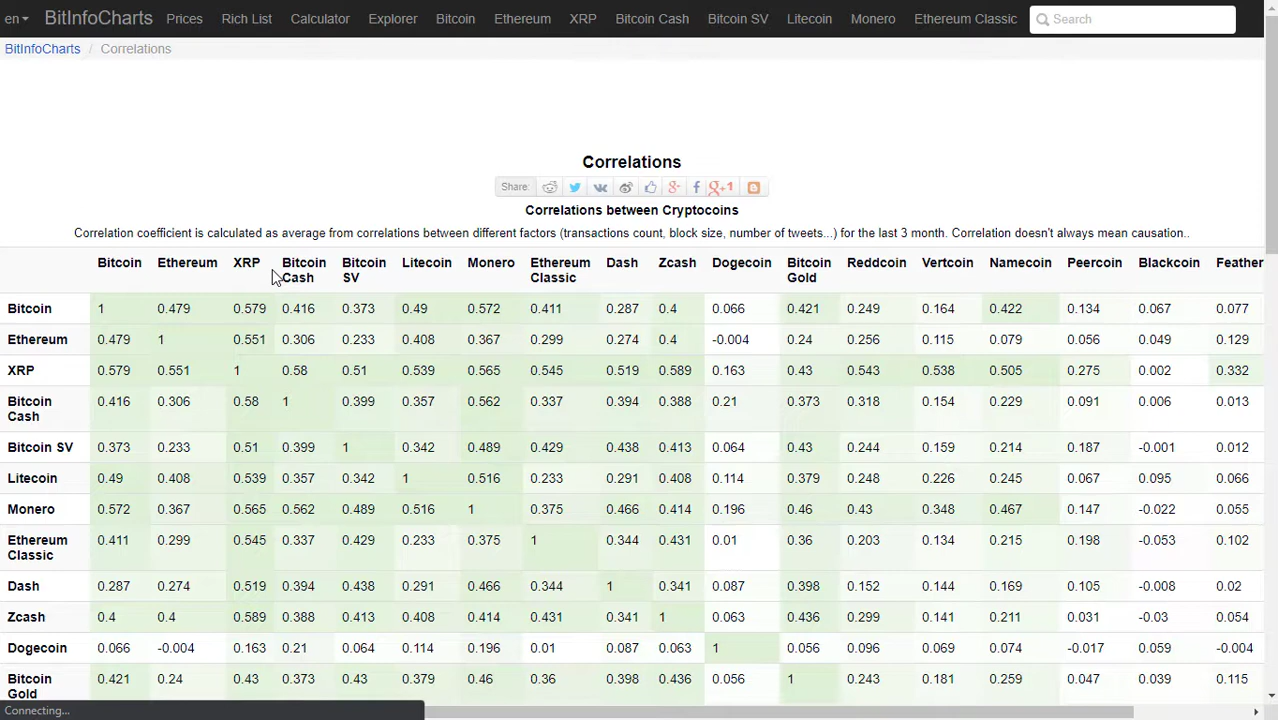 en BitInfoCharts Prices Rich List Calculator Explorer Bitcoin Ethereum XRP Bitcoin Cash Bitcoin SV Litecoin Monero Ethereum Classic Search
BitInfoCharts / Correlations
Correlations
Share: +1
Correlations between Cryptocoins
Correlation coefficient is calculated as average from correlations between different factors (transactions count, block size, number of tweets...) for the last 3 month. Correlation doesn't always mean causation..
Bitcoin Ethereum XRP Bitcoin Cash Bitcoin SV Litecoin Monero Ethereum Classic Dash Zcash Dogecoin Bitcoin Gold Reddcoin Vertcoin Namecoin Peercoin Blackcoin Feather
Bitcoin 1 0.479 0.579 0.416 0.373 0.49 0.572 0.411 0.287 0.4 0.066 0.421 0.249 0.164 0.422 0.134 0.067 0.077
Ethereum 0.479 1 0.551 0.306 0.233 0.408 0.367 0.299 0.274 0.4 -0.004 0.24 0.256 0.115 0.079 0.056 0.049 0.129
XRP 0.579 0.551 1 0.58 0.51 0.539 0.565 0.545 0.519 0.589 0.163 0.43 0.543 0.538 0.505 0.275 0.002 0.332
Bitcoin Cash 0.416 0.306 0.58 1 0.399 0.357 0.562 0.337 0.394 0.388 0.21 0.373 0.318 0.154 0.229 0.091 0.006 0.013
Bitcoin SV 0.373 0.233 0.51 0.399 1 0.342 0.489 0.429 0.438 0.413 0.064 0.43 0.244 0.159 0.214 0.187 -0.001 0.012
Litecoin 0.49 0.408 0.539 0.357 0.342 1 0.516 0.233 0.291 0.408 0.114 0.379 0.248 0.226 0.245 0.067 0.095 0.066
Monero 0.572 0.367 0.565 0.562 0.489 0.516 1 0.375 0.466 0.414 0.196 0.46 0.43 0.348 0.467 0.147 -0.022 0.055
Ethereum Classic 0.411 0.299 0.545 0.337 0.429 0.233 0.375 1 0.344 0.431 0.01 0.36 0.203 0.134 0.215 0.198 -0.053 0.102
Dash 0.287 0.274 0.519 0.394 0.438 0.291 0.466 0.344 1 0.341 0.087 0.398 0.152 0.144 0.169 0.105 -0.008 0.02
Zcash 0.4 0.4 0.589 0.388 0.413 0.408 0.414 0.431 0.341 1 0.063 0.436 0.299 0.141 0.211 0.031 -0.03 0.054
Dogecoin 0.066 -0.004 0.163 0.21 0.064 0.114 0.196 0.01 0.087 0.063 1 0.056 0.096 0.069 0.074 -0.017 0.059 -0.004
Bitcoin Gold 0.421 0.24 0.43 0.373 0.43 0.379 0.46 0.36 0.398 0.436 0.056 1 0.243 0.181 0.259 0.047 0.039 0.115
Connecting...